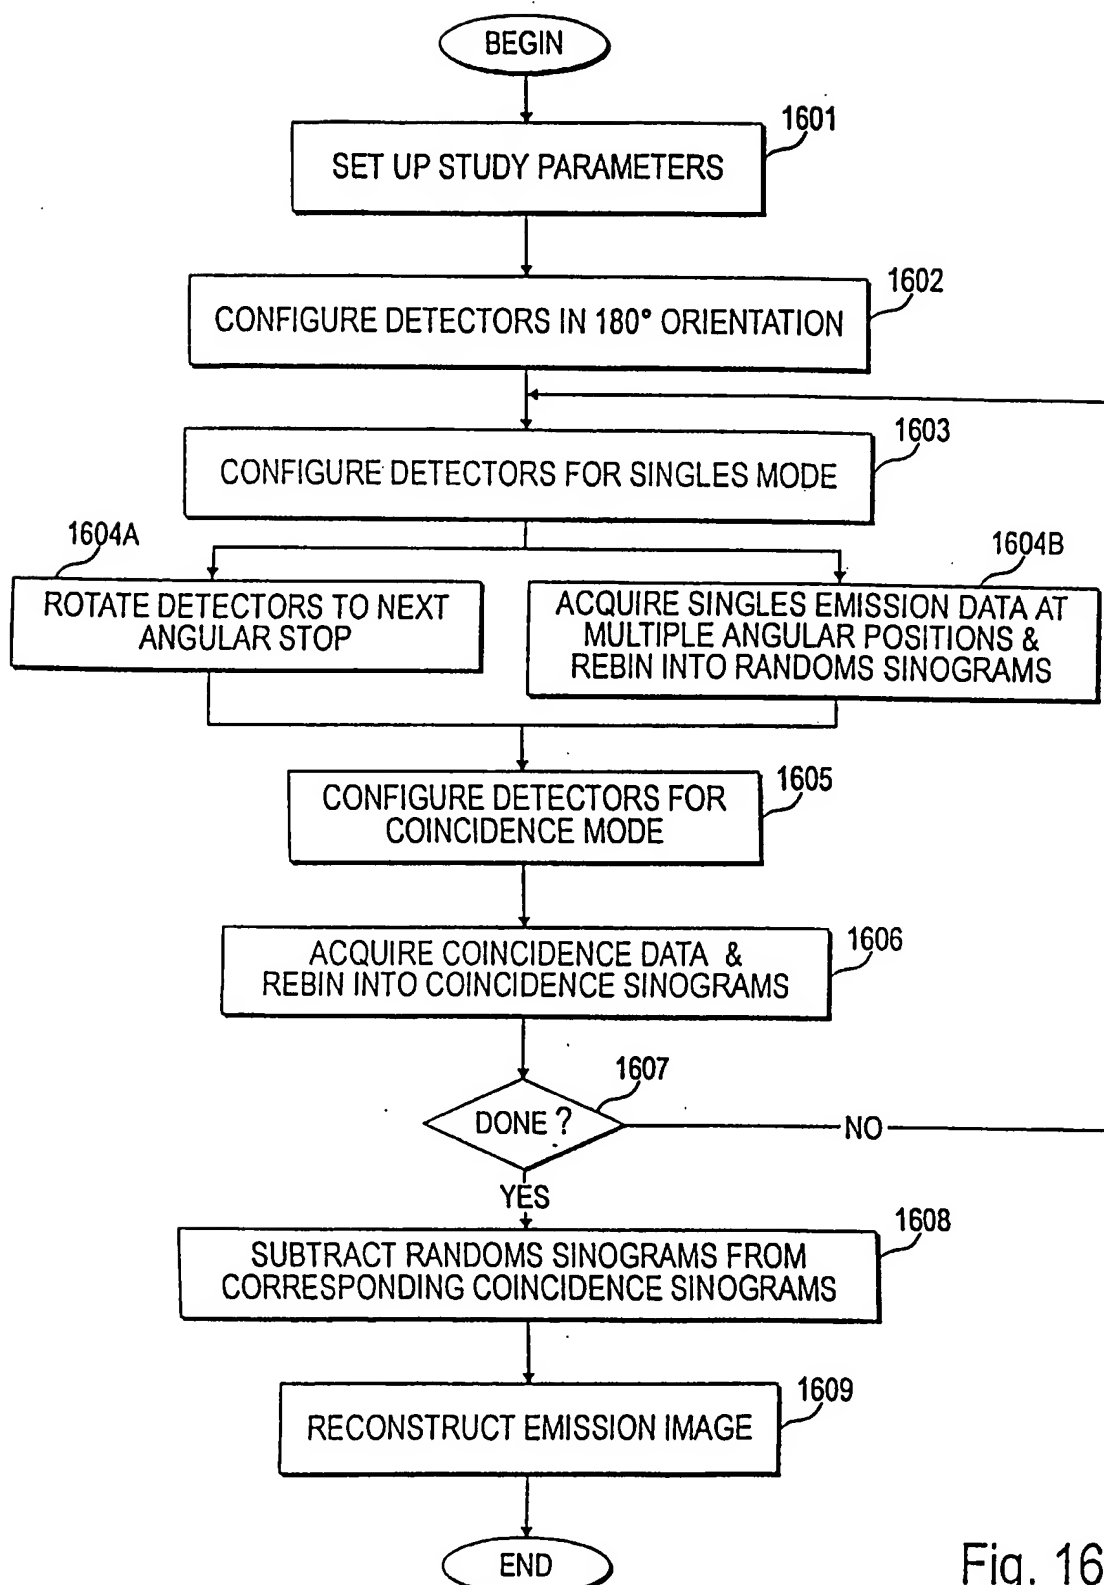 BEGIN
1601
SET UP STUDY PARAMETERS
1602
CONFIGURE DETECTORS IN 180° ORIENTATION
1603
CONFIGURE DETECTORS FOR SINGLES MODE
1604A
ROTATE DETECTORS TO NEXT
ANGULAR STOP
1604B
ACQUIRE SINGLES EMISSION DATA AT
MULTIPLE ANGULAR POSITIONS &
REBIN INTO RANDOMS SINOGRAMS
1605
CONFIGURE DETECTORS FOR
COINCIDENCE MODE
1606
ACQUIRE COINCIDENCE DATA &
REBIN INTO COINCIDENCE SINOGRAMS
1607
DONE ?
NO
YES
1608
SUBTRACT RANDOMS SINOGRAMS FROM
CORRESPONDING COINCIDENCE SINOGRAMS
1609
RECONSTRUCT EMISSION IMAGE
END
Fig. 16